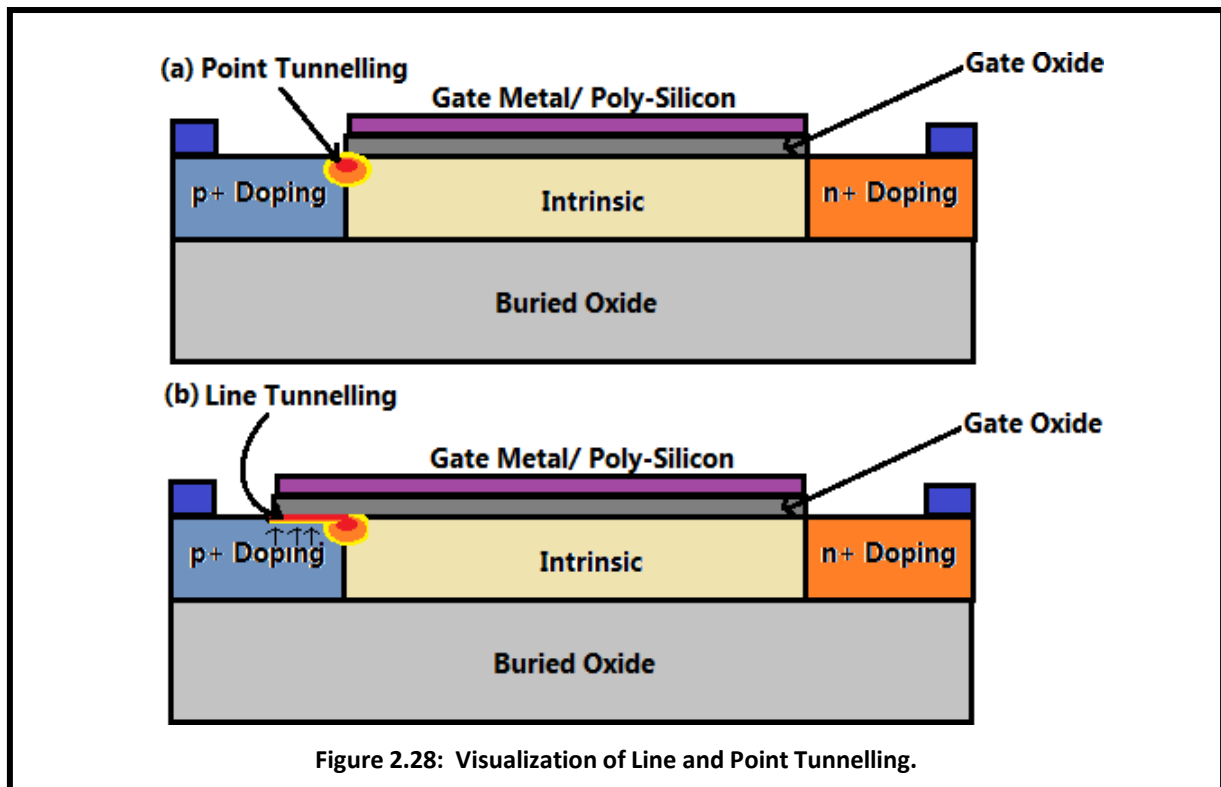 (a) Point Tunnelling
Gate Oxide
Gate Metal/ Poly-Silicon
p+ Doping
Intrinsic
n+ Doping
Buried Oxide
(b) Line Tunnelling
Gate Oxide
Gate Metal/ Poly-Silicon
p+ Doping
Intrinsic
n+ Doping
Buried Oxide
Figure 2.28: Visualization of Line and Point Tunnelling.